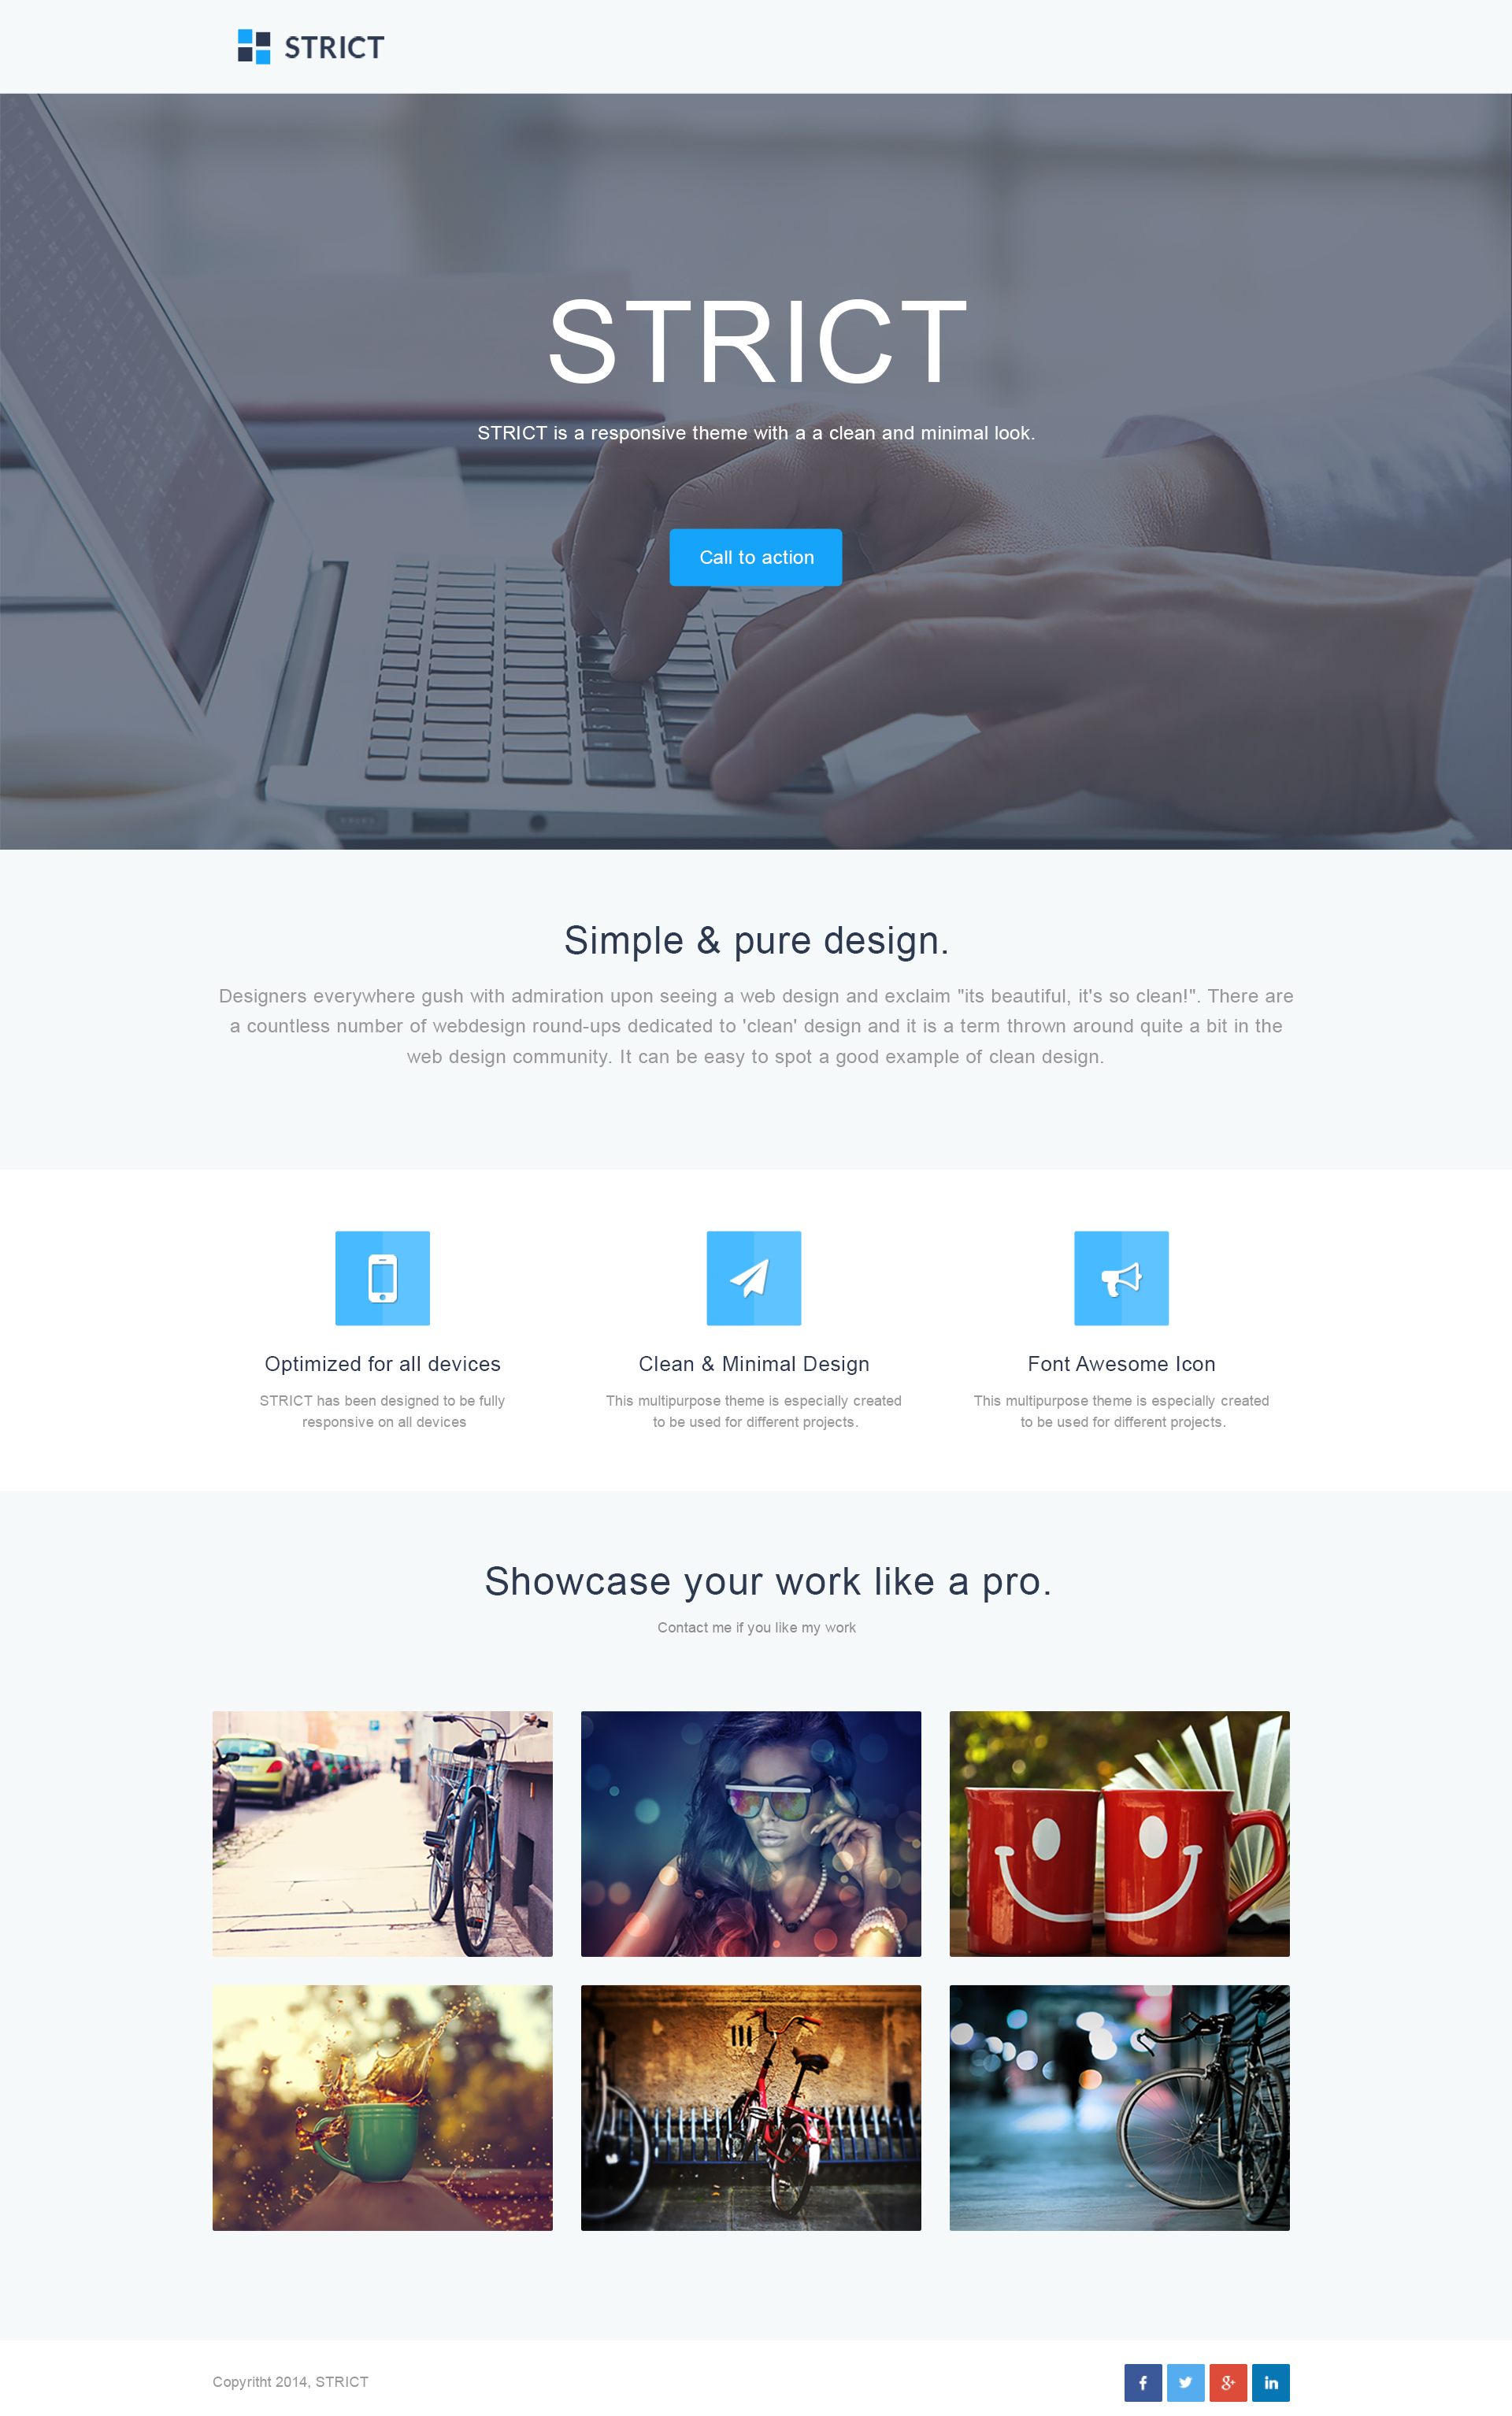 STRICT
STRICT
STRICT is a responsive theme with a a clean and minimal look.
Call to action
Simple & pure design.
Designers everywhere gush with admiration upon seeing a web design and exclaim "its beautiful, it's so clean!". There are
a countless number of webdesign round-ups dedicated to 'clean' design and it is a term thrown around quite a bit in the
web design community. It can be easy to spot a good example of clean design.
Optimized for all devices
STRICT has been designed to be fully
responsive on all devices
Clean & Minimal Design
This multipurpose theme is especially created
to be used for different projects.
Font Awesome Icon
This multipurpose theme is especially created
to be used for different projects.
Showcase your work like a pro.
Contact me if you like my work
Copyritht 2014, STRICT